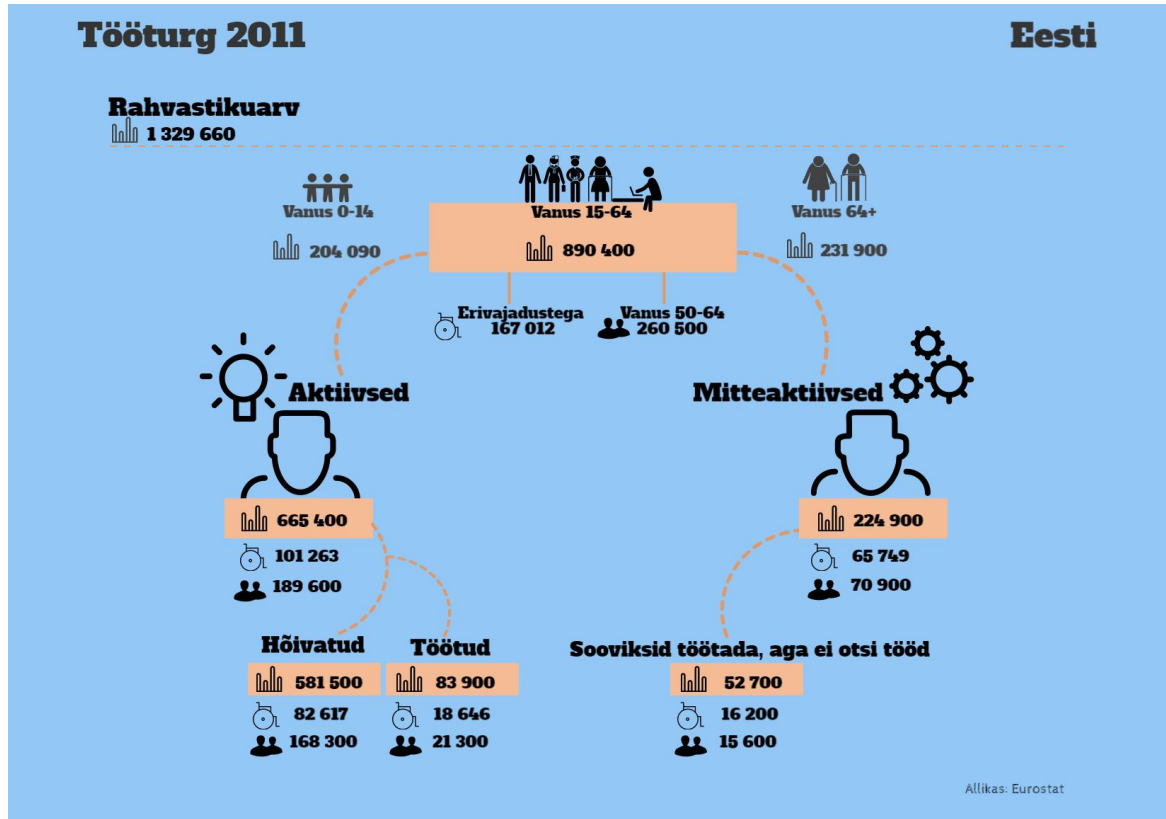 Tööturg 2011
Eesti
Rahvastikuarv
1 329 660
Vanus 0-14
204 090
Vanus 15-64
890 400
Vanus 64+
231 900
Erivajadustega
167 012
Vanus 50-64
260 500
Aktiivsed
665 400
101 263
189 600
Mitteaktiivsed
224 900
65 749
70 900
Hõivatud
581 500
82 617
168 300
Töötud
83 900
18 646
21 300
Sooviksid töötada, aga ei otsi tööd
52 700
16 200
15 600
Allikas: Eurostat